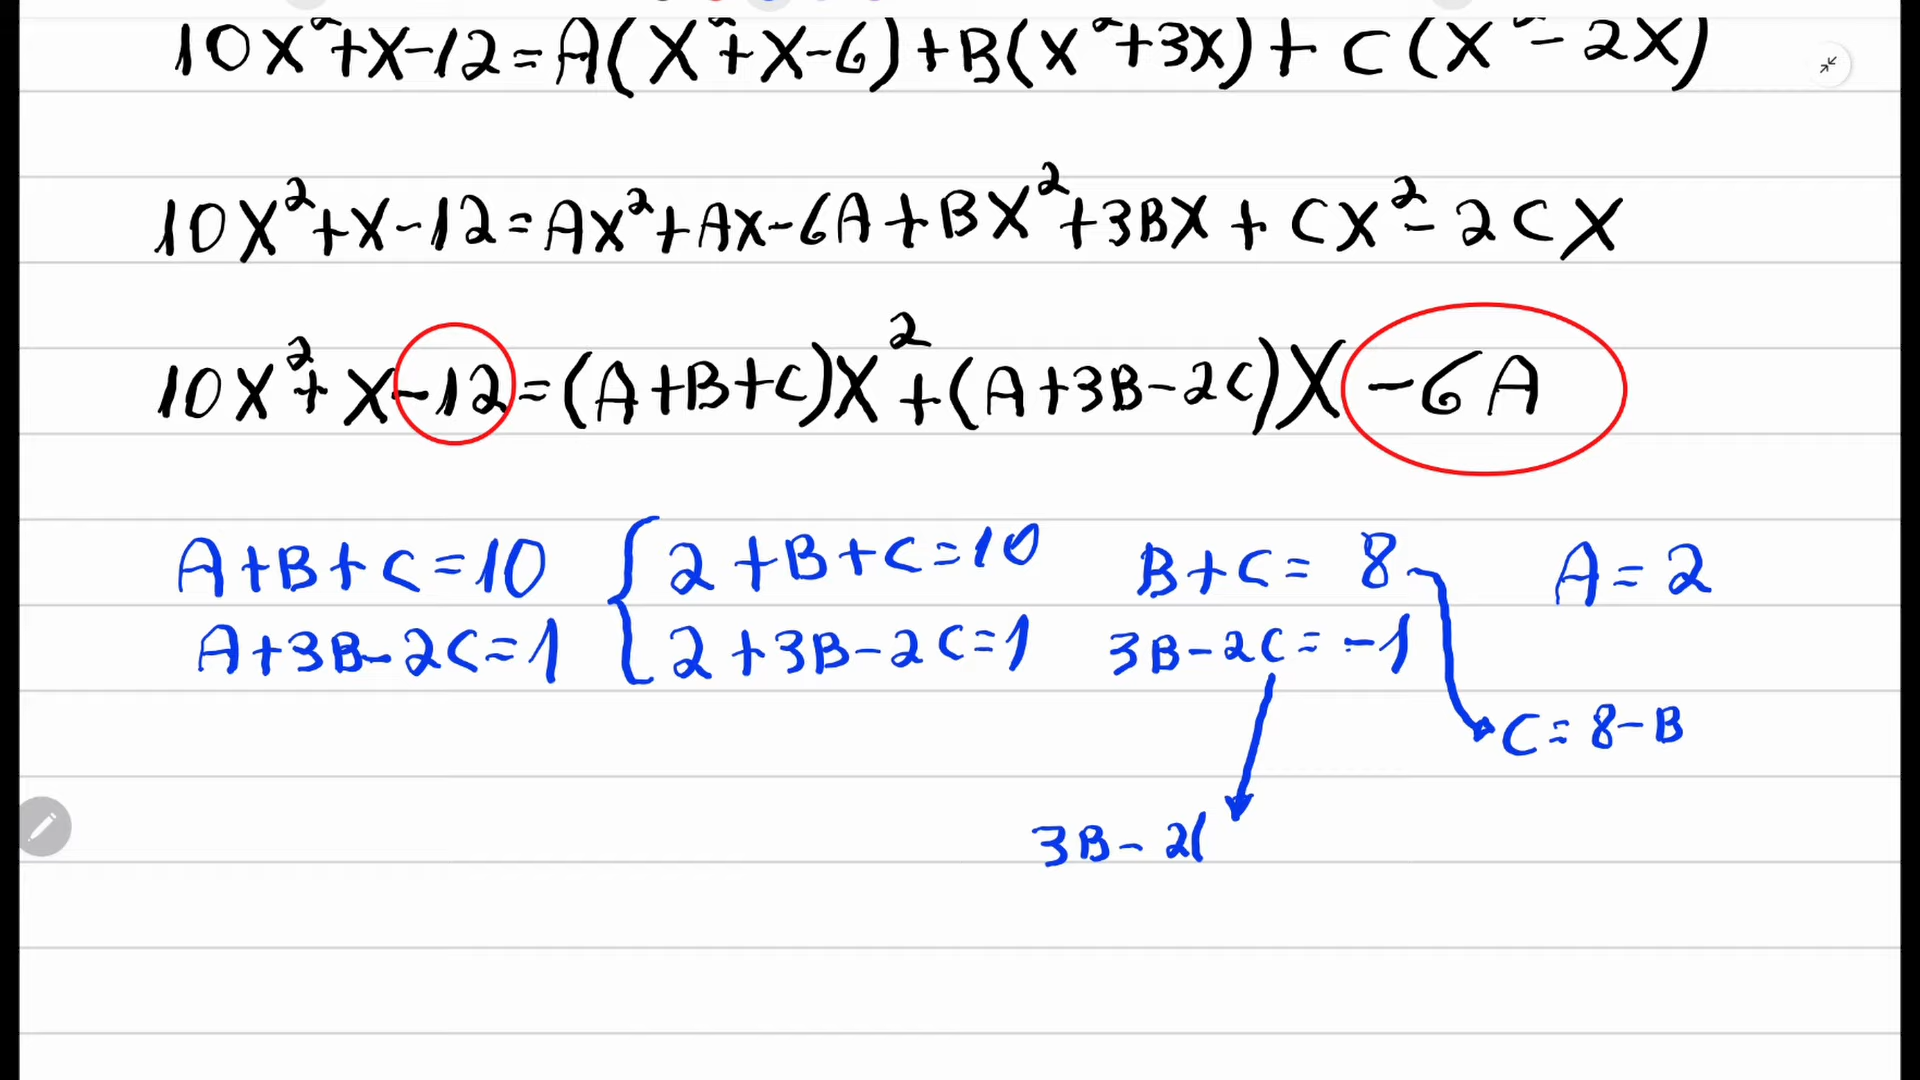 10X²+X-12=A(X²+X-6)+B(X²+3X)+C(X²-2X)
10X²+X-12=AX²+AX-6A+BX²+3BX+CX²-2CX
10X²+X-12=(A+B+C)X²+(A+3B-2C)X-6A
A+B+C=10 { 2+B+C=10 B+C=8 A=2
A+3B-2C=1 2+3B-2C=1 3B-2C=-1
C=8-B
3B-2(